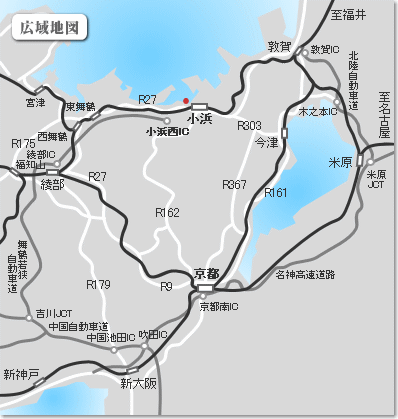 広域地図
至福井
敦賀
敦賀IC
北陸自動車道
至名古屋
宮津
東舞鶴
R27
小浜
小浜西IC
木之本IC
R303
今津
西舞鶴
R175
綾部IC
福知山
綾部
R27
米原
米原JCT
R367
R161
R162
舞鶴若狭自動車道
京都
名神高速道路
R179
R9
京都南IC
吉川JCT
中国自動車道
中国池田IC
吹田IC
新神戸
新大阪